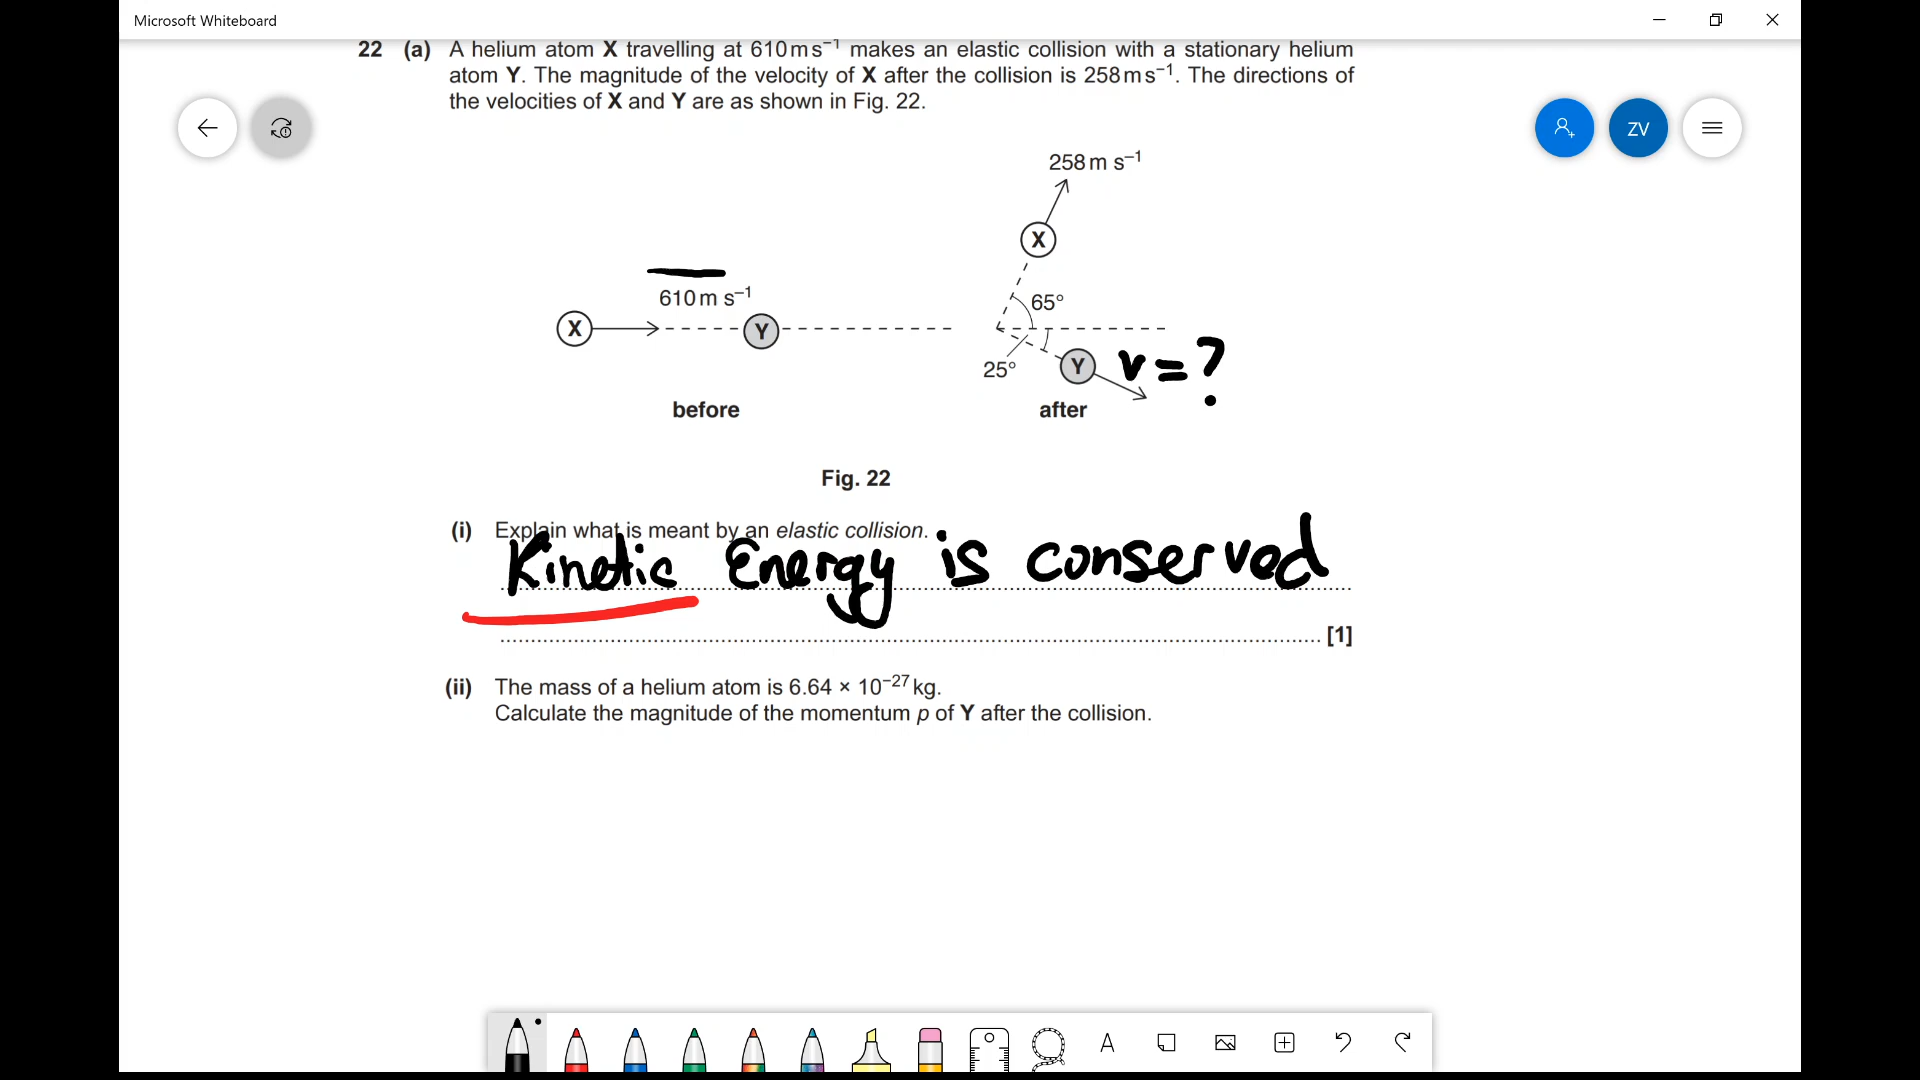 Microsoft Whiteboard
22 (a) A helium atom X travelling at 610 m s⁻¹ makes an elastic collision with a stationary helium
atom Y. The magnitude of the velocity of X after the collision is 258 m s⁻¹. The directions of
the velocities of X and Y are as shown in Fig. 22.
ZV
258 m s⁻¹
X
610 m s⁻¹
65°
X
Y
25°
Y
v = ?
before
after
Fig. 22
(i) Explain what is meant by an elastic collision.
Kinetic Energy is conserved
[1]
(ii) The mass of a helium atom is 6.64 × 10⁻²⁷ kg.
Calculate the magnitude of the momentum p of Y after the collision.